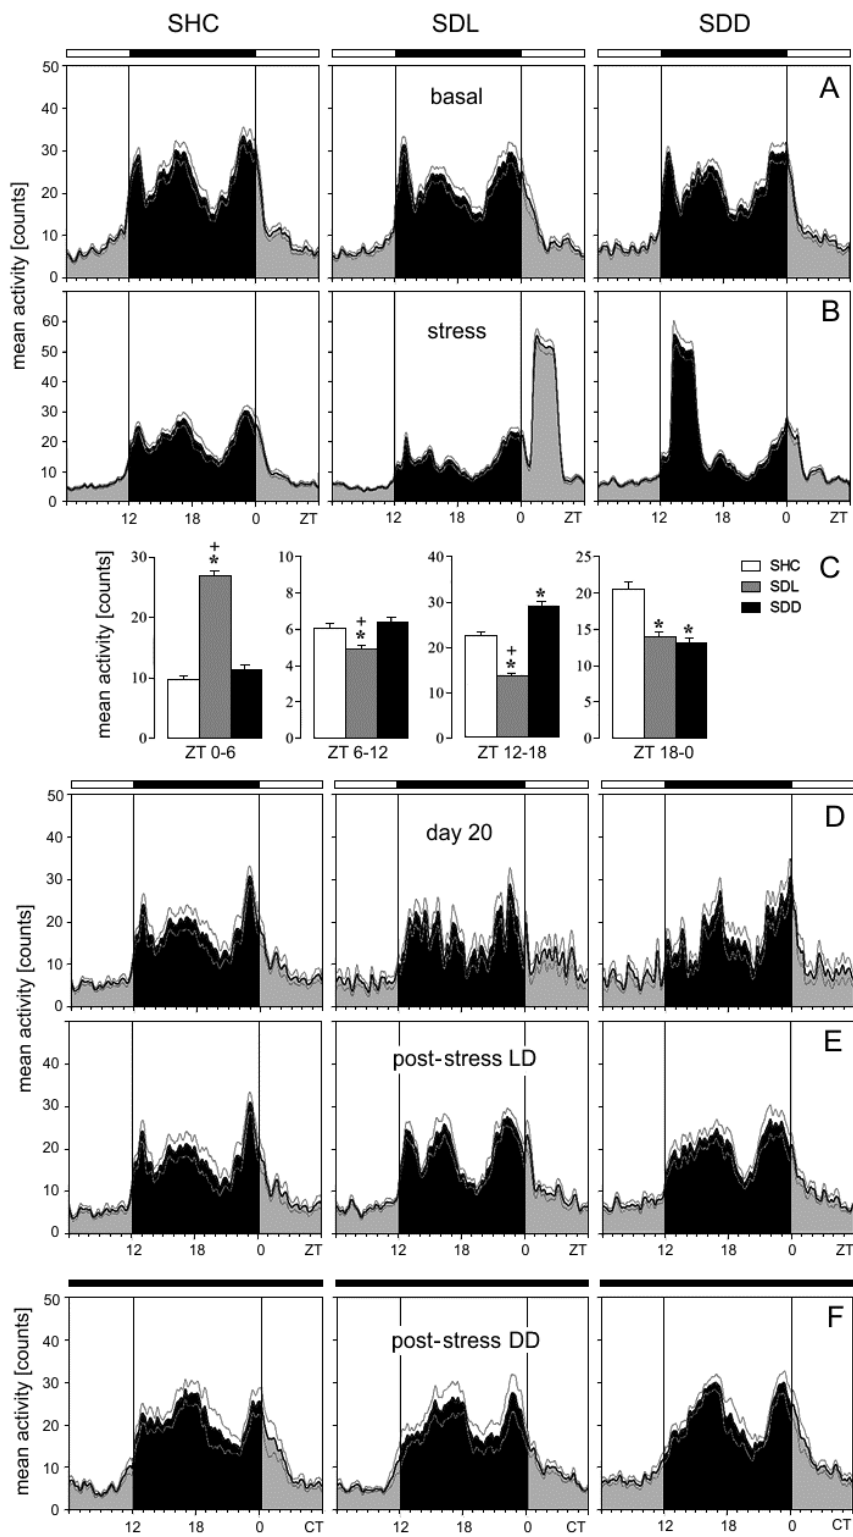 SHC SDL SDD
A
basal
50
40
30
20
10
0
mean activity [counts]
B
stress
60
50
40
30
20
10
0
12 0 ZT 12 0 ZT 12 0 ZT
C
mean activity [counts]
30 10 40 25
20 8 30 20
10 6 20 15
0 4 10 10
2 0 5
0 0
+ * + * + * * * *
SHC
SDL
SDD
ZT 0-6 ZT 6-12 ZT 12-18 ZT 18-0
D
day 20
50
40
30
20
10
0
mean activity [counts]
E
post-stress LD
40
30
20
10
0
12 18 0 ZT 12 18 0 ZT 12 18 0 ZT
F
post-stress DD
50
40
30
20
10
0
mean activity [counts]
12 18 0 CT 12 18 0 CT 12 18 0 CT